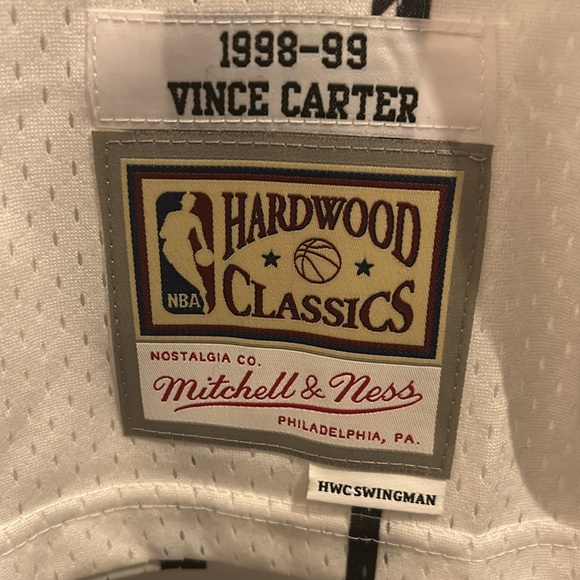 1998-99
VINCE CARTER
HARDWOOD
CLASSICS
NBA
NOSTALGIA CO.
Mitchell & Ness
PHILADELPHIA, PA.
HWC SWINGMAN